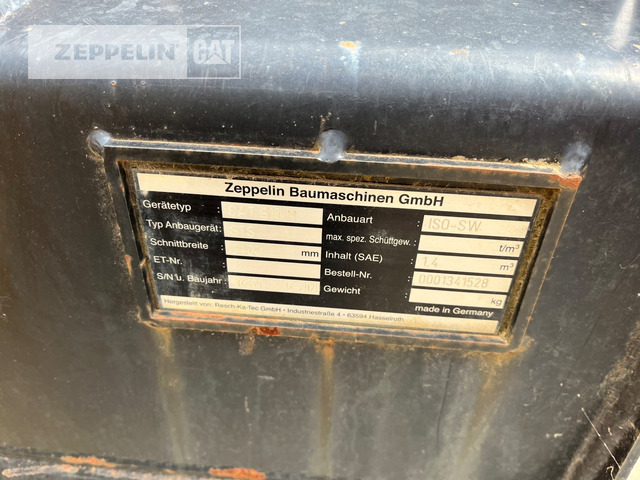 ZEPPELIN CAT
Zeppelin Baumaschinen GmbH
Gerätetyp :
Typ Anbaugerät:
Schnittbreite : mm
ET-Nr. :
S/N u. Baujahr :
Anbauart : ISO-SW
max. spez. Schüttgew. : t/m³
Inhalt (SAE) : 1.4 m³
Bestell-Nr. : 0001341528
Gewicht : kg
Hergestellt von: Resch-Ka-Tec GmbH • Industriestraße 4 • 63594 Hasselroth
made in Germany